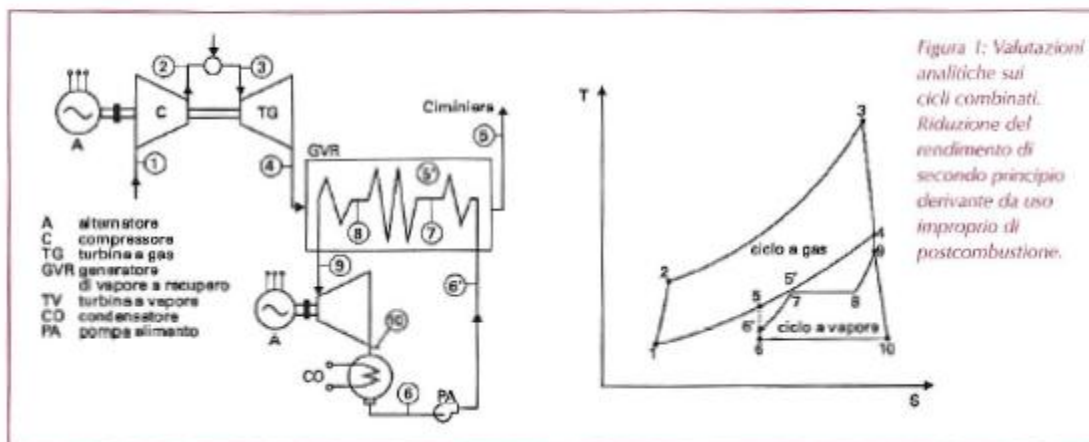 2
3
C
TG
A
1
4
Ciminiera
5
GVR
5'
8
7
9
6'
A
10
CO
6
PA
A alternatore
C compressore
TG turbina a gas
GVR generatore
di vapore a recupero
TV turbina a vapore
CO condensatore
PA pompa alimento
T
3
4
9
ciclo a gas
2
5'
5
7
8
6'
ciclo a vapore
1
6
10
S
Figura 1: Valutazioni
analitiche sui
cicli combinati.
Riduzione del
rendimento di
secondo principio
derivante da uso
improprio di
postcombustione.